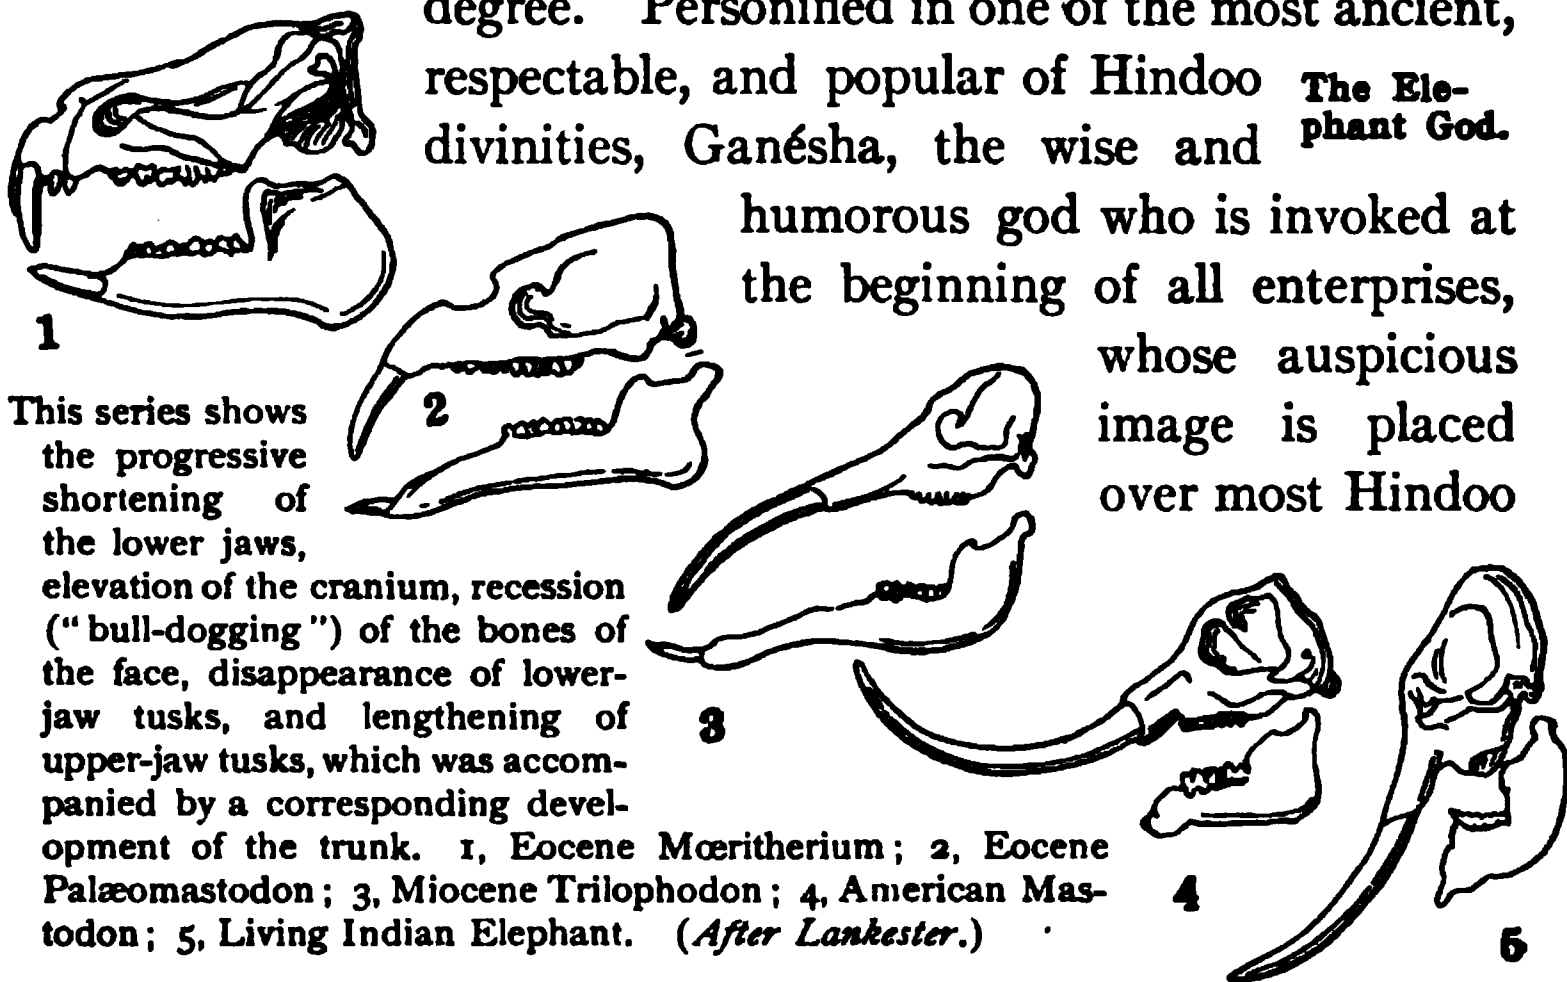 degree. Personified in one of the most ancient,
respectable, and popular of Hindoo
divinities, Ganésha, the wise and
The Ele-
phant God.
humorous god who is invoked at
the beginning of all enterprises,
whose auspicious
image is placed
over most Hindoo
1
2
3
4
5
This series shows
the progressive
shortening of
the lower jaws,
elevation of the cranium, recession
(“bull-dogging”) of the bones of
the face, disappearance of lower-
jaw tusks, and lengthening of
upper-jaw tusks, which was accom-
panied by a corresponding devel-
opment of the trunk. 1, Eocene Mœritherium; 2, Eocene
Palæomastodon; 3, Miocene Trilophodon; 4, American Mas-
todon; 5, Living Indian Elephant. (After Lankester.)